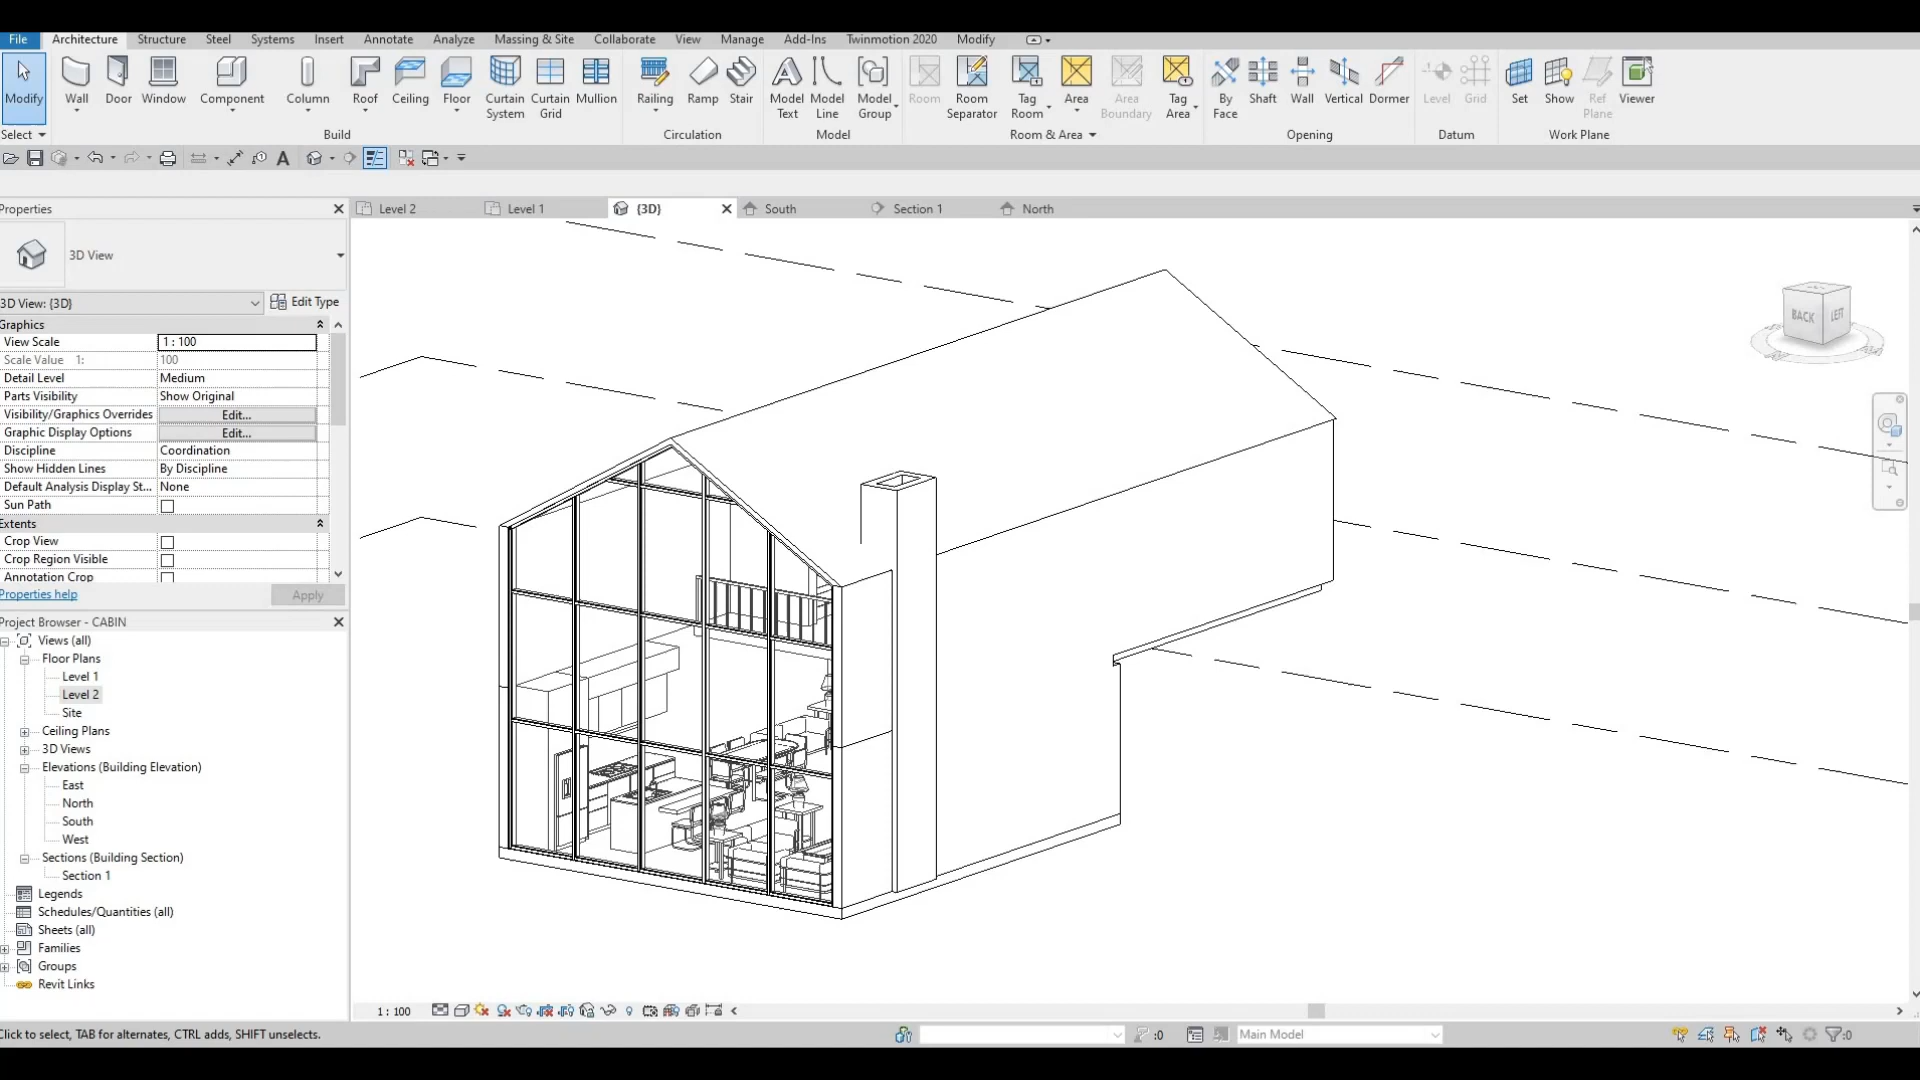 File Architecture Structure Steel Systems Insert Annotate Analyze Massing & Site Collaborate View Manage Add-Ins Twinmotion 2020 Modify
Modify Wall Door Window Component Column Roof Ceiling Floor Curtain System Curtain Grid Mullion Railing Ramp Stair Model Text Model Line Model Group Room Room Separator Tag Room Area Area Boundary Tag Area By Face Shaft Wall Vertical Dormer Level Grid Set Show Ref Plane Viewer
Select Build Circulation Model Room & Area Opening Datum Work Plane
Properties
Level 2 Level 1 {3D} South Section 1 North
3D View
3D View: {3D} Edit Type
Graphics
View Scale 1 : 100
Scale Value 1: 100
Detail Level Medium
Parts Visibility Show Original
Visibility/Graphics Overrides Edit...
Graphic Display Options Edit...
Discipline Coordination
Show Hidden Lines By Discipline
Default Analysis Display St... None
Sun Path
Extents
Crop View
Crop Region Visible
Annotation Crop
Properties help Apply
BACK LEFT
Project Browser - CABIN
Views (all)
Floor Plans
Level 1
Level 2
Site
Ceiling Plans
3D Views
Elevations (Building Elevation)
East
North
South
West
Sections (Building Section)
Section 1
Legends
Schedules/Quantities (all)
Sheets (all)
Families
Groups
Revit Links
1 : 100
Click to select, TAB for alternates, CTRL adds, SHIFT unselects.
:0
Main Model
:0